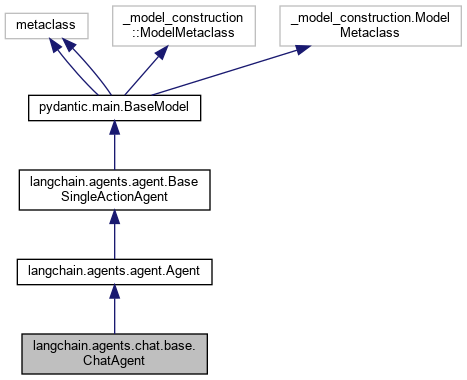 metaclass
_model_construction
::ModelMetaclass
_model_construction.Model
Metaclass
pydantic.main.BaseModel
langchain.agents.agent.Base
SingleActionAgent
langchain.agents.agent.Agent
langchain.agents.chat.base.
ChatAgent